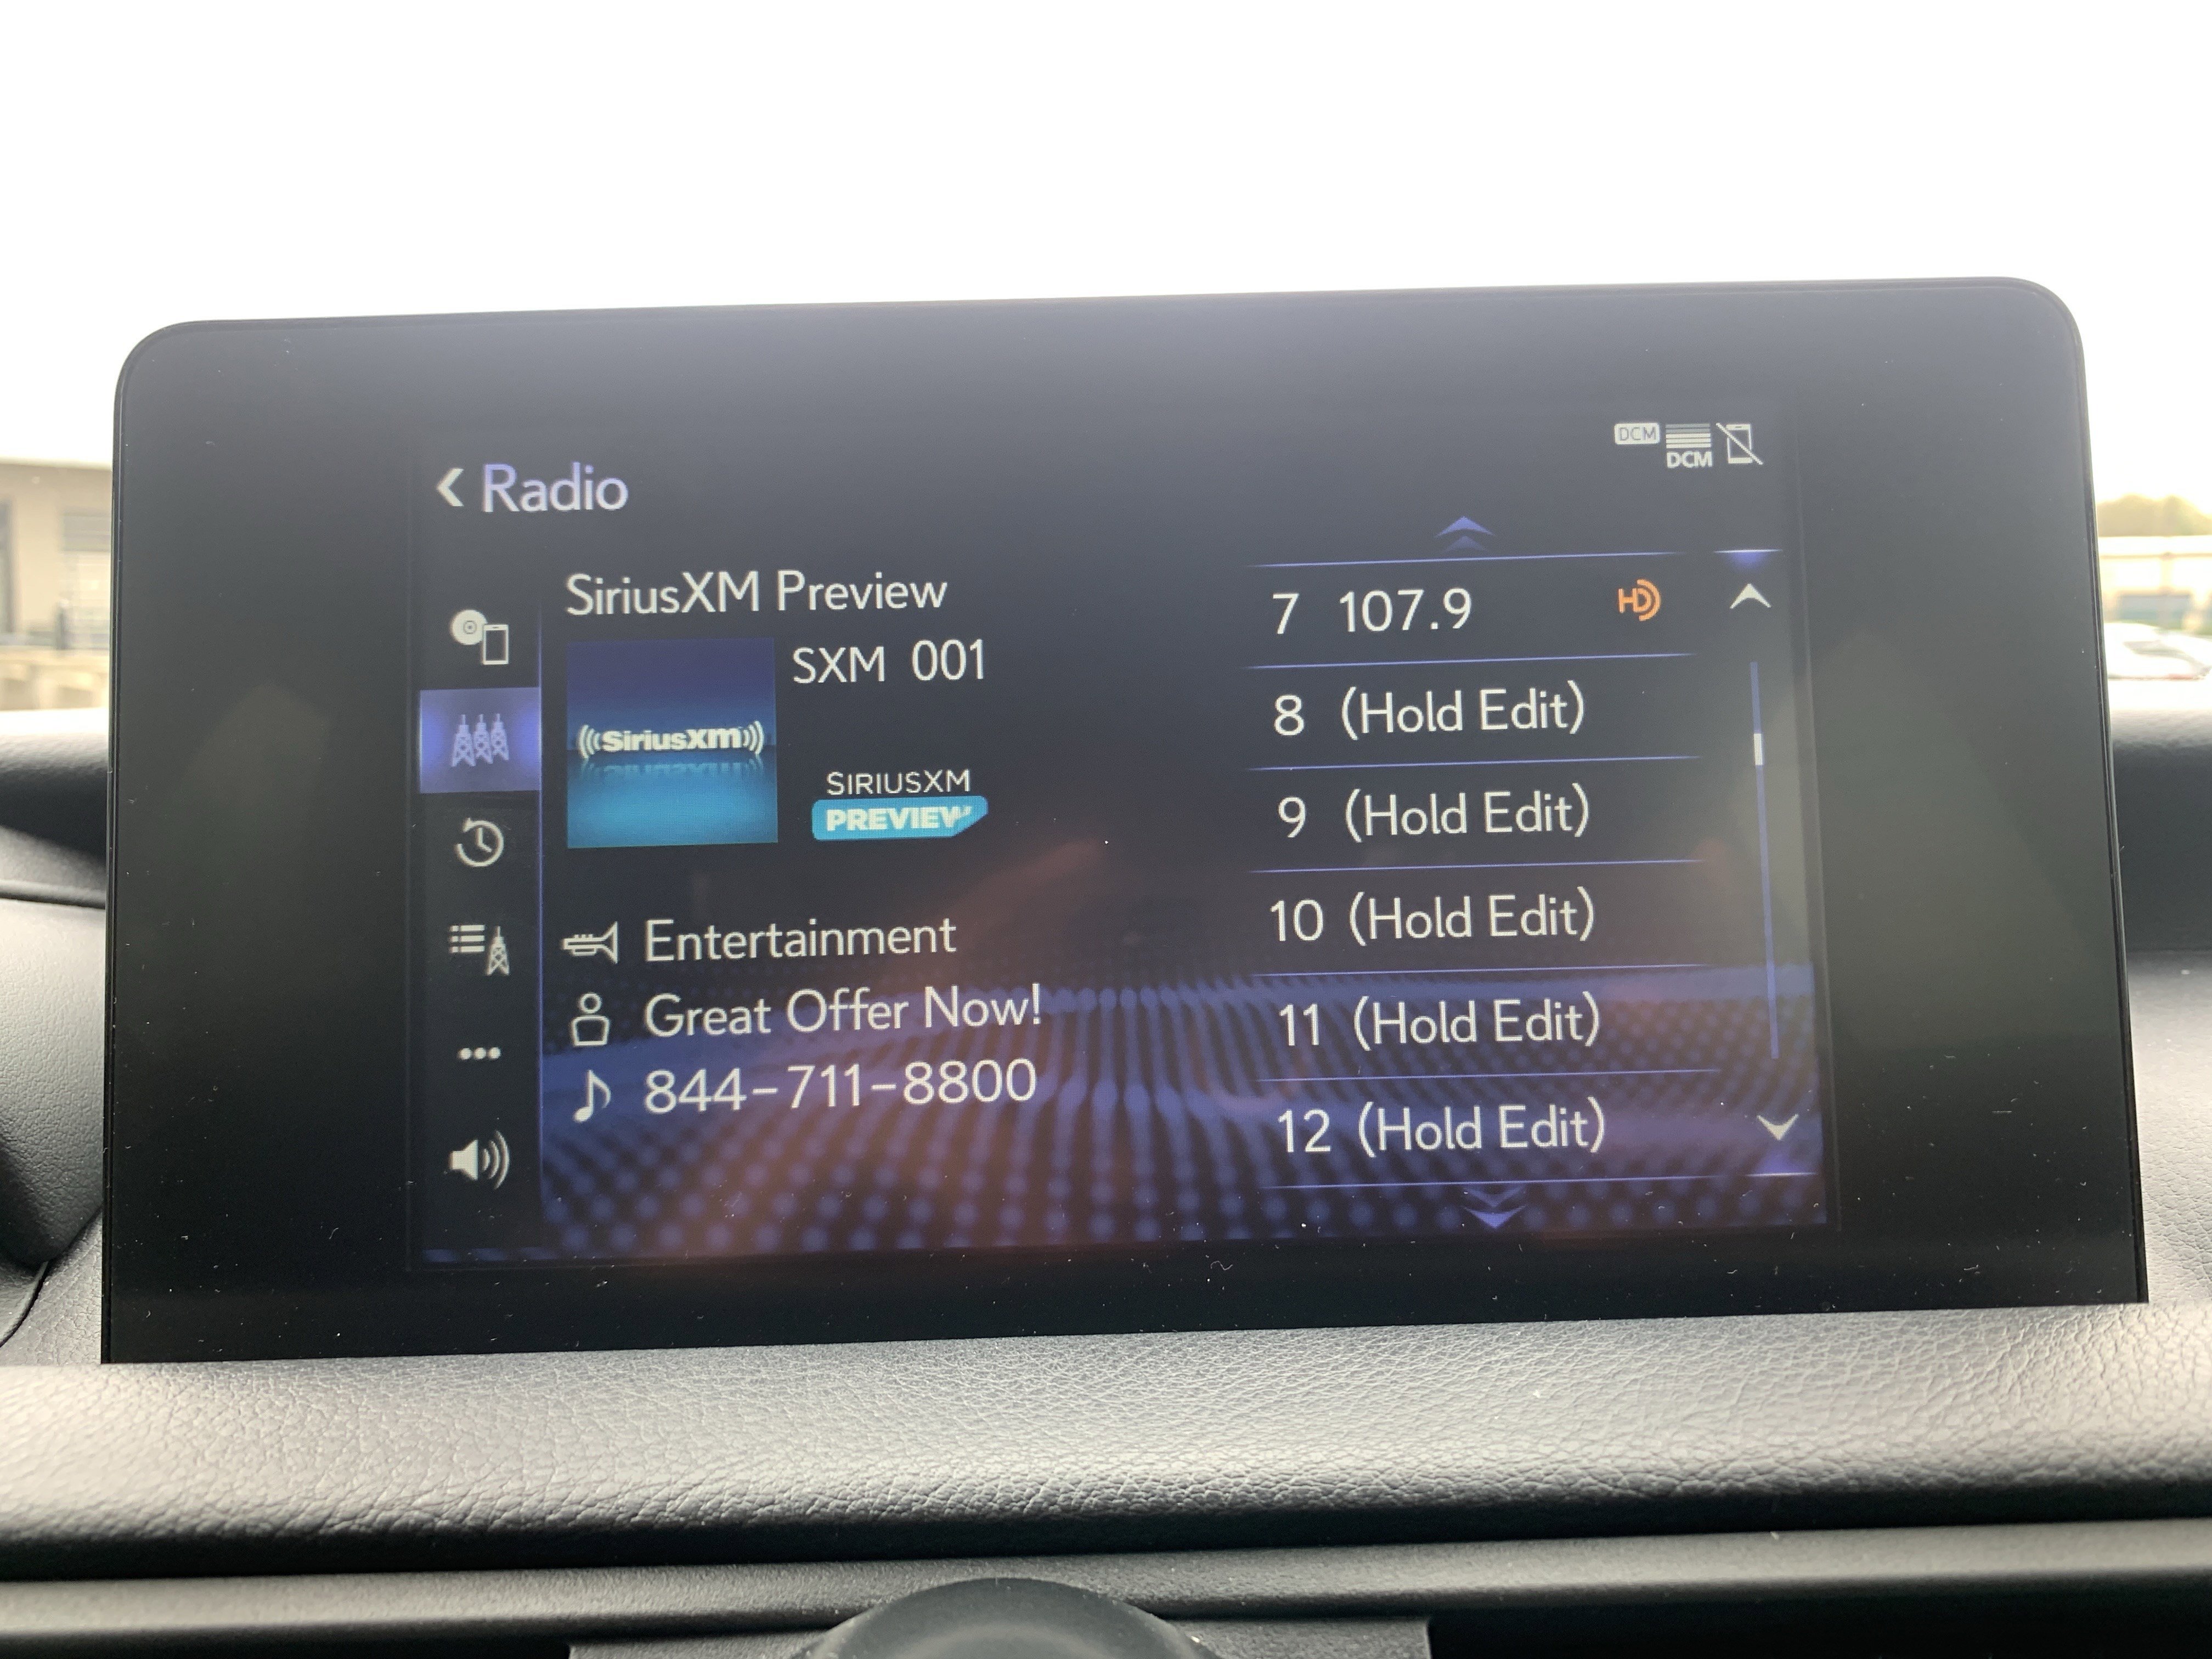 DCM
DCM
Radio
SiriusXM Preview
SXM 001
SiriusXM
SIRIUSXM
PREVIEW
Entertainment
Great Offer Now!
844-711-8800
7 107.9 HD
8 (Hold Edit)
9 (Hold Edit)
10 (Hold Edit)
11 (Hold Edit)
12 (Hold Edit)